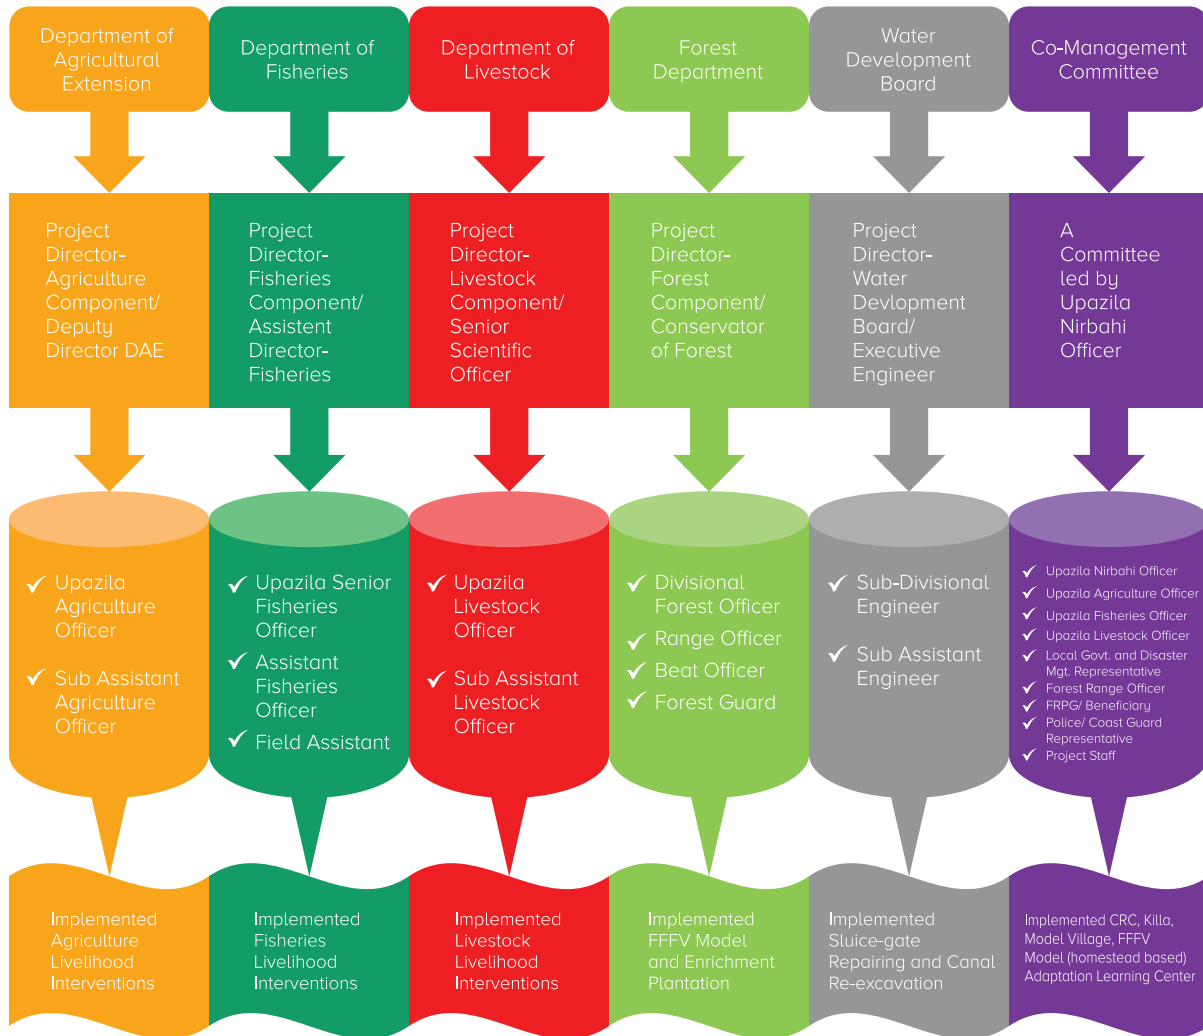 Department of
Agricultural
Extension
Department of
Fisheries
Department of
Livestock
Forest
Department
Water
Development
Board
Co-Management
Committee
Project
Director-
Agriculture
Component/
Deputy
Director DAE
Project
Director-
Fisheries
Component/
Assistent
Director-
Fisheries
Project
Director-
Livestock
Component/
Senior
Scientific
Officer
Project
Director-
Forest
Component/
Conservator
of Forest
Project
Director-
Water
Devlopment
Board/
Executive
Engineer
A
Committee
led by
Upazila
Nirbahi
Officer
Upazila
Agriculture
Officer
Sub Assistant
Agriculture
Officer
Upazila Senior
Fisheries
Officer
Assistant
Fisheries
Officer
Field Assistant
Upazila
Livestock
Officer
Sub Assistant
Livestock
Officer
Divisional
Forest Officer
Range Officer
Beat Officer
Forest Guard
Sub-Divisional
Engineer
Sub Assistant
Engineer
Upazila Nirbahi Officer
Upazila Agriculture Officer
Upazila Fisheries Officer
Upazila Livestock Officer
Local Govt. and Disaster
Mgt. Representative
Forest Range Officer
FRPG/ Beneficiary
Police/ Coast Guard
Representative
Project Staff
Implemented
Agriculture
Livelihood
Interventions
Implemented
Fisheries
Livelihood
Interventions
Implemented
Livestock
Livelihood
Interventions
Implemented
FFFV Model
and Enrichment
Plantation
Implemented
Sluice-gate
Repairing and Canal
Re-excavation
Implemented CRC, Killa,
Model Village, FFFV
Model (homestead based)
Adaptation Learning Center